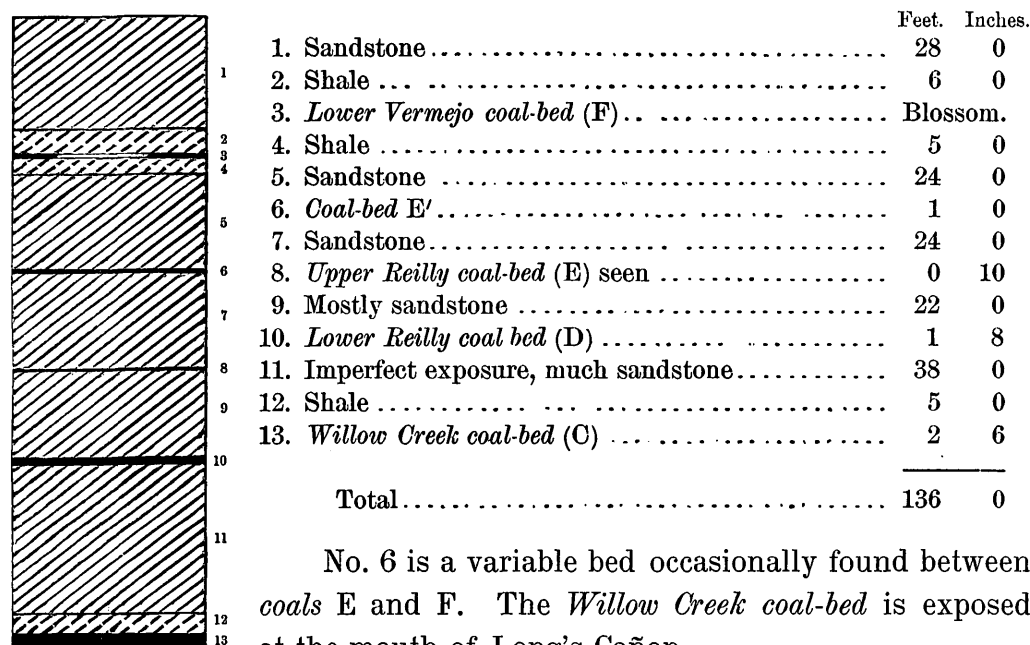 Feet. Inches.
1. Sandstone 28 0
2. Shale 6 0
3. Lower Vermejo coal-bed (F) Blossom.
4. Shale 5 0
5. Sandstone 24 0
6. Coal-bed E′ 1 0
7. Sandstone 24 0
8. Upper Reilly coal-bed (E) seen 0 10
9. Mostly sandstone 22 0
10. Lower Reilly coal bed (D) 1 8
11. Imperfect exposure, much sandstone 38 0
12. Shale 5 0
13. Willow Creek coal-bed (C) 2 6
Total 136 0
1
2
3
4
5
6
7
8
9
10
11
12
13
No. 6 is a variable bed occasionally found between
coals E and F. The Willow Creek coal-bed is exposed
at the mouth of Long's Cañon